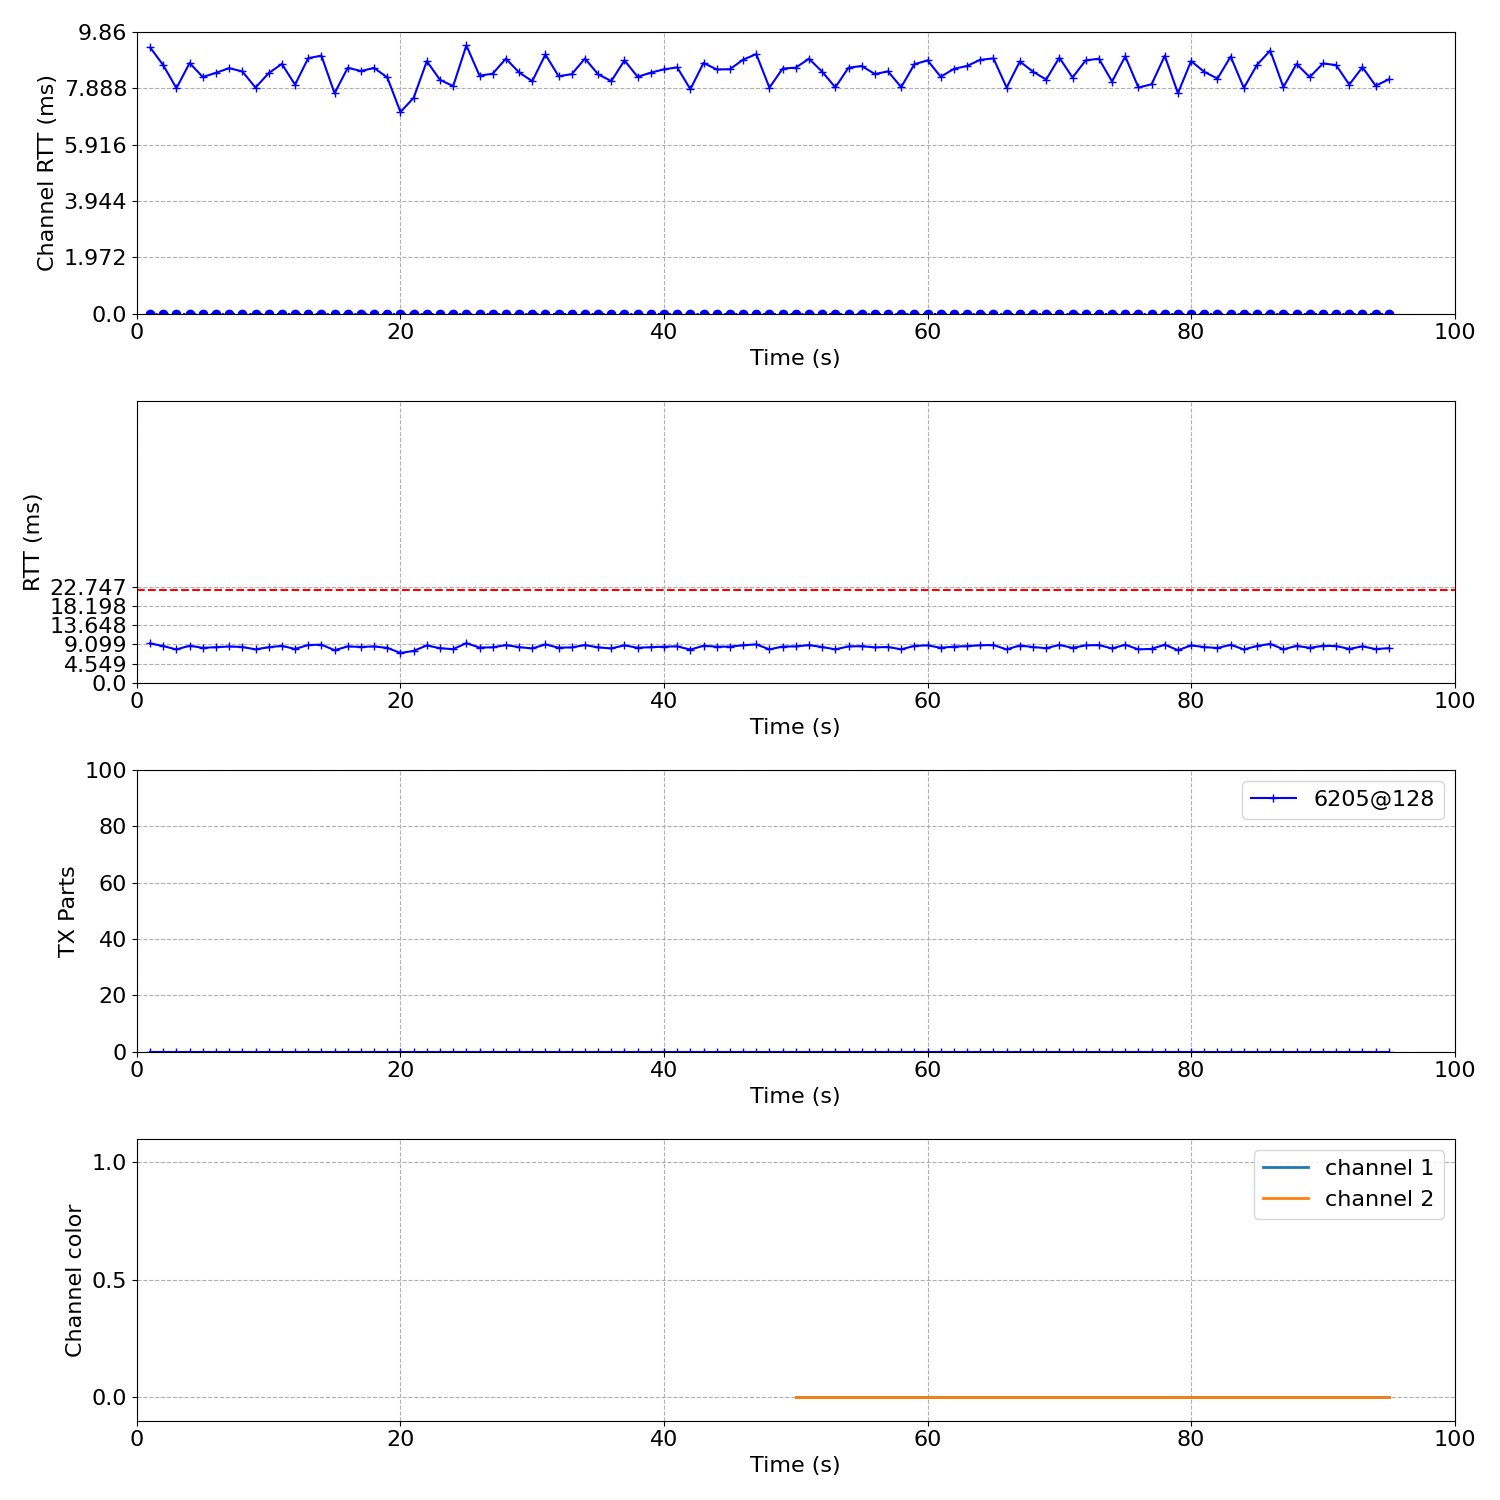 9.86
7.888
5.916
3.944
1.972
0.0
Channel RTT (ms)
0 20 40 60 80 100
Time (s)
22.747
18.198
13.648
9.099
4.549
0.0
RTT (ms)
0 20 40 60 80 100
Time (s)
100
80
60
40
20
0
TX Parts
6205@128
0 20 40 60 80 100
Time (s)
1.0
0.5
0.0
Channel color
channel 1
channel 2
0 20 40 60 80 100
Time (s)